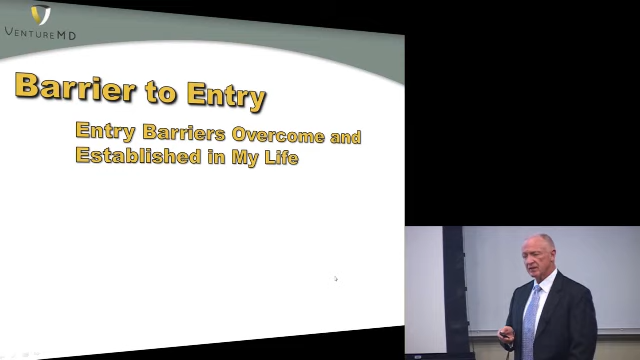 VENTUREMD
Barrier to Entry
Entry Barriers Overcome and
Established in My Life